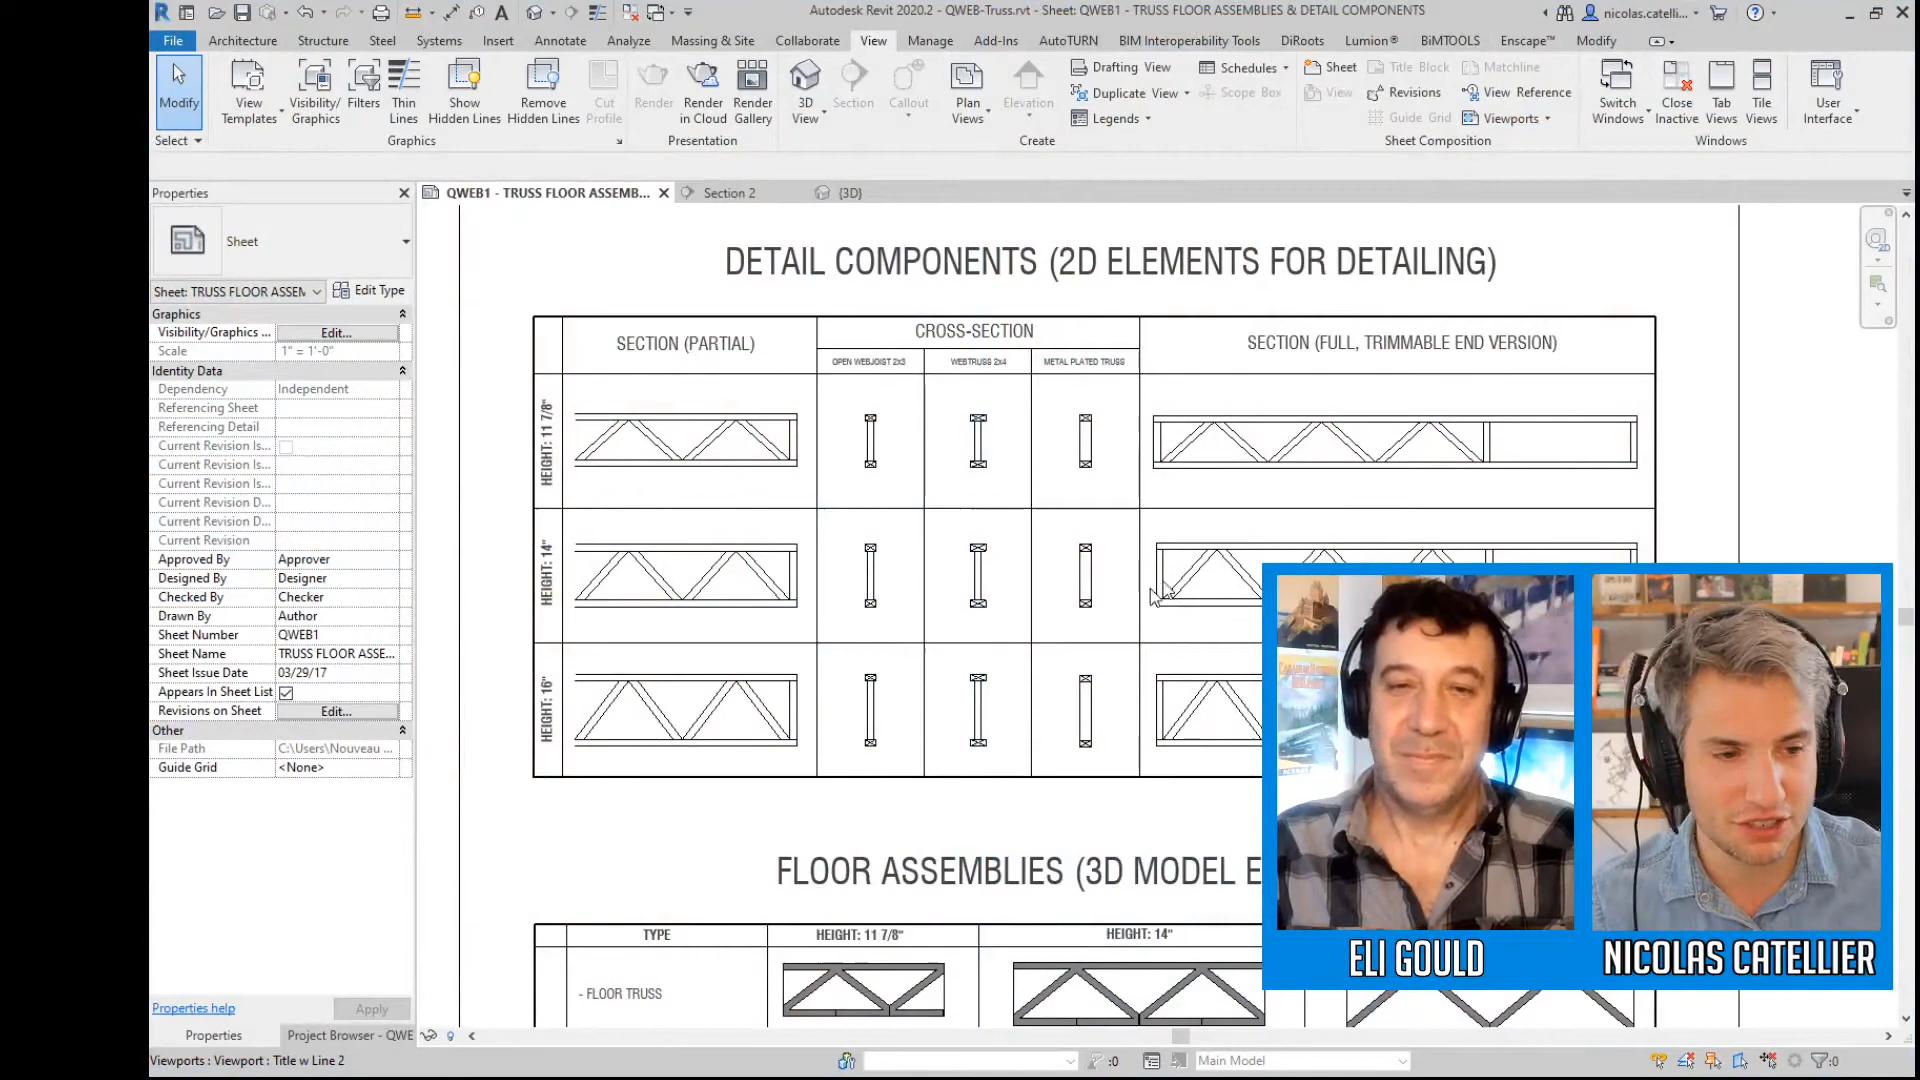 Autodesk Revit 2020.2 - QWEB-Truss.rvt - Sheet: QWEB1 - TRUSS FLOOR ASSEMBLIES & DETAIL COMPONENTS
nicolas.catelli...
File Architecture Structure Steel Systems Insert Annotate Analyze Massing & Site Collaborate View Manage Add-Ins AutoTURN BIM Interoperability Tools DiRoots Lumion® BiMTOOLS Enscape™ Modify
Modify
View Templates
Visibility/ Graphics
Filters
Thin Lines
Show Hidden Lines
Remove Hidden Lines
Cut Profile
Render
Render in Cloud
Render Gallery
3D View
Section
Callout
Plan Views
Elevation
Drafting View
Duplicate View
Legends
Schedules
Scope Box
Sheet
View
Title Block
Revisions
Guide Grid
Matchline
View Reference
Viewports
Switch Windows
Close Inactive
Tab Views
Tile Views
User Interface
Select Graphics Presentation Create Sheet Composition Windows
Properties
QWEB1 - TRUSS FLOOR ASSEMB... Section 2 {3D}
Sheet
Sheet: TRUSS FLOOR ASSEM Edit Type
Graphics
Visibility/Graphics ... Edit...
Scale 1" = 1'-0"
Identity Data
Dependency Independent
Referencing Sheet
Referencing Detail
Current Revision Is...
Current Revision Is...
Current Revision Is...
Current Revision D...
Current Revision D...
Current Revision
Approved By Approver
Designed By Designer
Checked By Checker
Drawn By Author
Sheet Number QWEB1
Sheet Name TRUSS FLOOR ASSE...
Sheet Issue Date 03/29/17
Appears In Sheet List
Revisions on Sheet Edit...
Other
File Path C:\Users\Nouveau ...
Guide Grid <None>
Properties help Apply
Properties Project Browser - QWE
Viewports : Viewport : Title w Line 2
:0
Main Model
:0
2D
DETAIL COMPONENTS (2D ELEMENTS FOR DETAILING)
SECTION (PARTIAL)
CROSS-SECTION
SECTION (FULL, TRIMMABLE END VERSION)
OPEN WEBJOIST 2x3 WEBTRUSS 2x4 METAL PLATED TRUSS
HEIGHT: 11 7/8"
HEIGHT: 14"
HEIGHT: 16"
FLOOR ASSEMBLIES (3D MODEL E
TYPE HEIGHT: 11 7/8" HEIGHT: 14"
- FLOOR TRUSS
ELI GOULD
NICOLAS CATELLIER